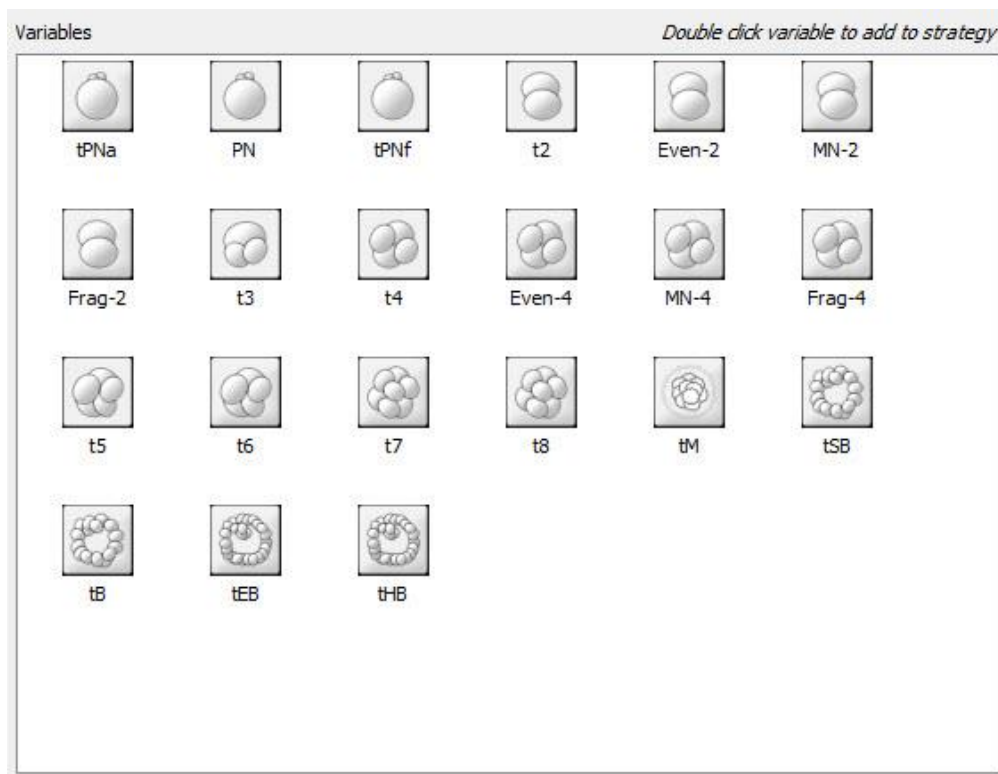 Variables Double click variable to add to strategy
tPNa PN tPNf t2 Even-2 MN-2
Frag-2 t3 t4 Even-4 MN-4 Frag-4
t5 t6 t7 t8 tM tSB
tB tEB tHB